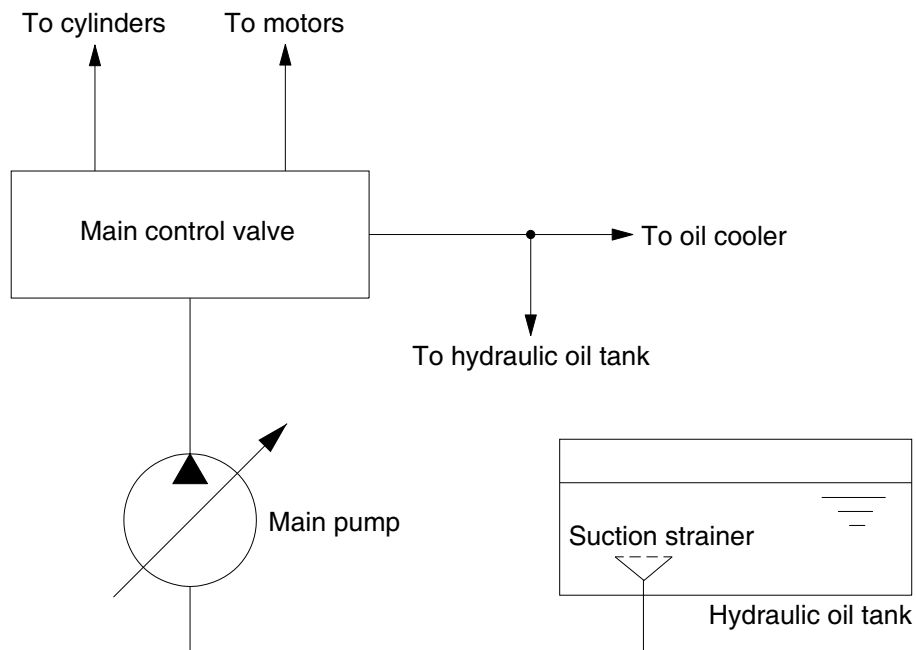 To cylinders
To motors
Main control valve
To oil cooler
To hydraulic oil tank
Main pump
Suction strainer
Hydraulic oil tank